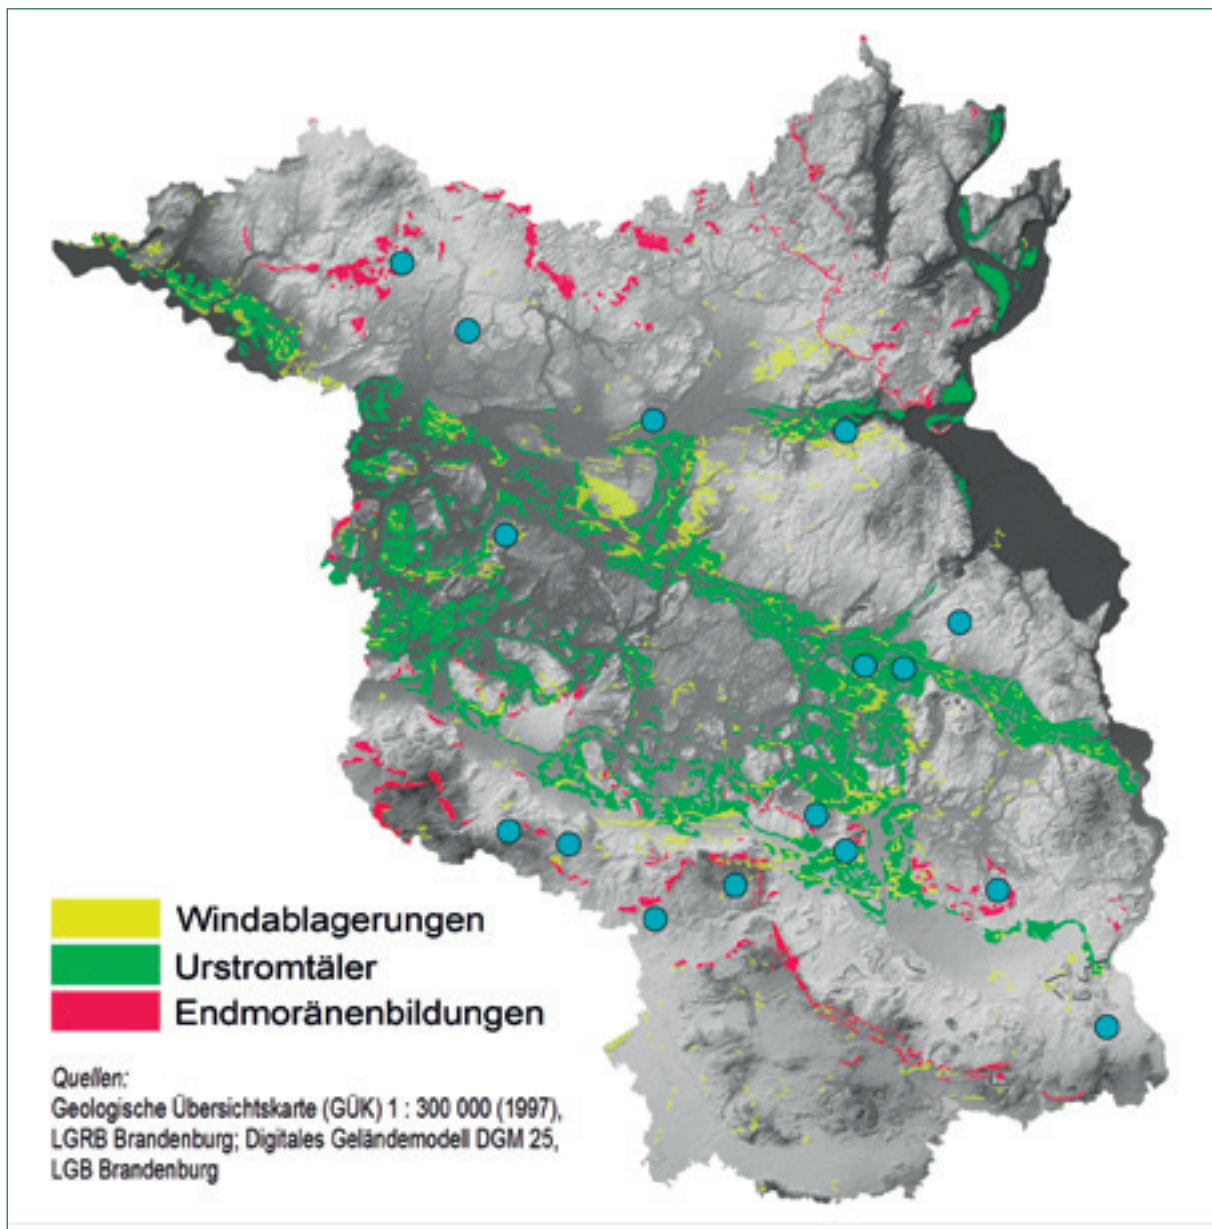 Windablagerungen
Urstromtäler
Endmoränenbildungen
Quellen:
Geologische Übersichtskarte (GÜK) 1 : 300 000 (1997),
LGRB Brandenburg; Digitales Geländemodell DGM 25,
LGB Brandenburg